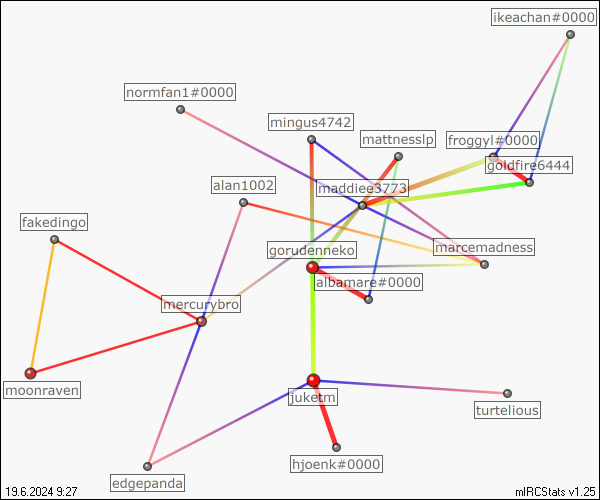 ikeachan#0000
normfan1#0000
mingus4742
mattnesslp
froggyl#0000
goldfire6444
alan1002
maddiee3773
fakedingo
gorudenneko
marcemadness
albamare#0000
mercurybro
moonraven
juketm
turtelious
hjoenk#0000
edgepanda
19.6.2024 9:27
mIRCStats v1.25